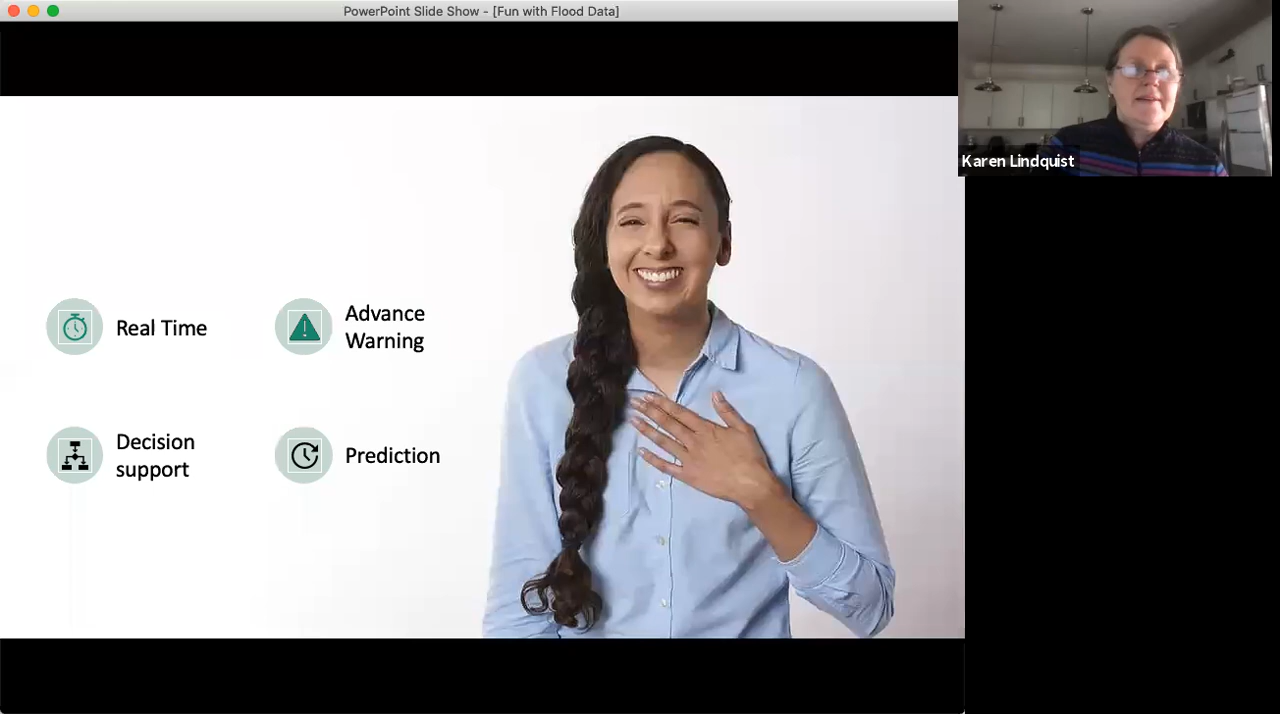 PowerPoint Slide Show - [Fun with Flood Data]
Karen Lindquist
Real Time
Advance
Warning
Decision
support
Prediction